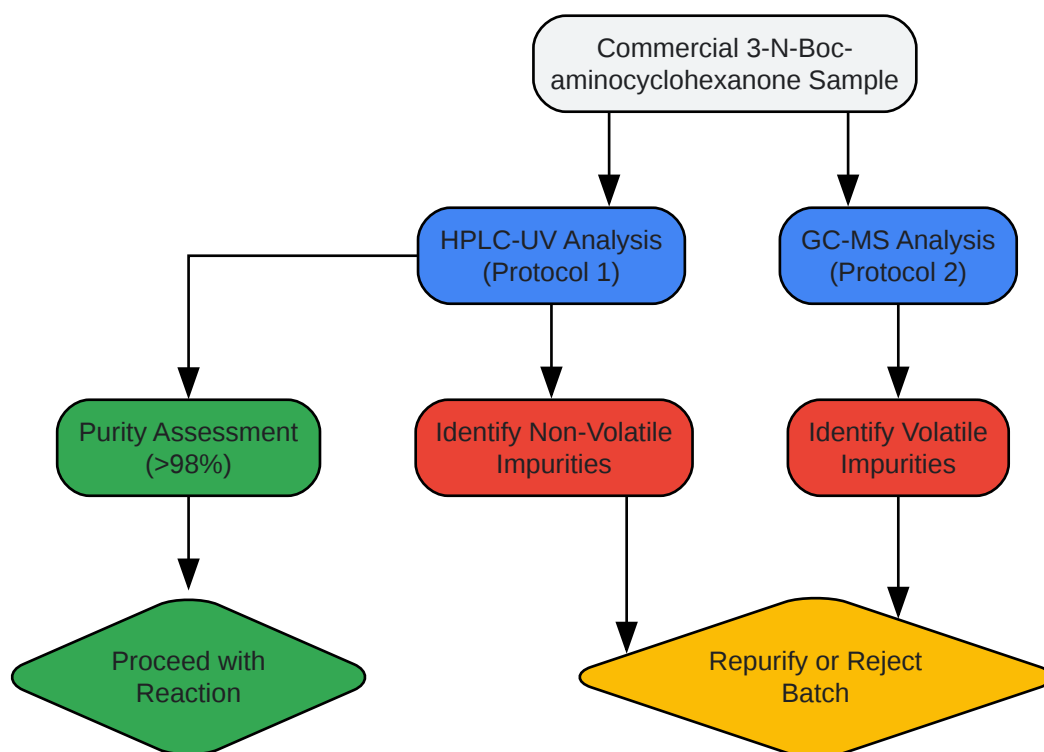 Commercial 3-N-Boc-
aminocyclohexanone Sample
HPLC-UV Analysis
(Protocol 1)
GC-MS Analysis
(Protocol 2)
Purity Assessment
(>98%)
Identify Non-Volatile
Impurities
Identify Volatile
Impurities
Proceed with
Reaction
Repurify or Reject
Batch